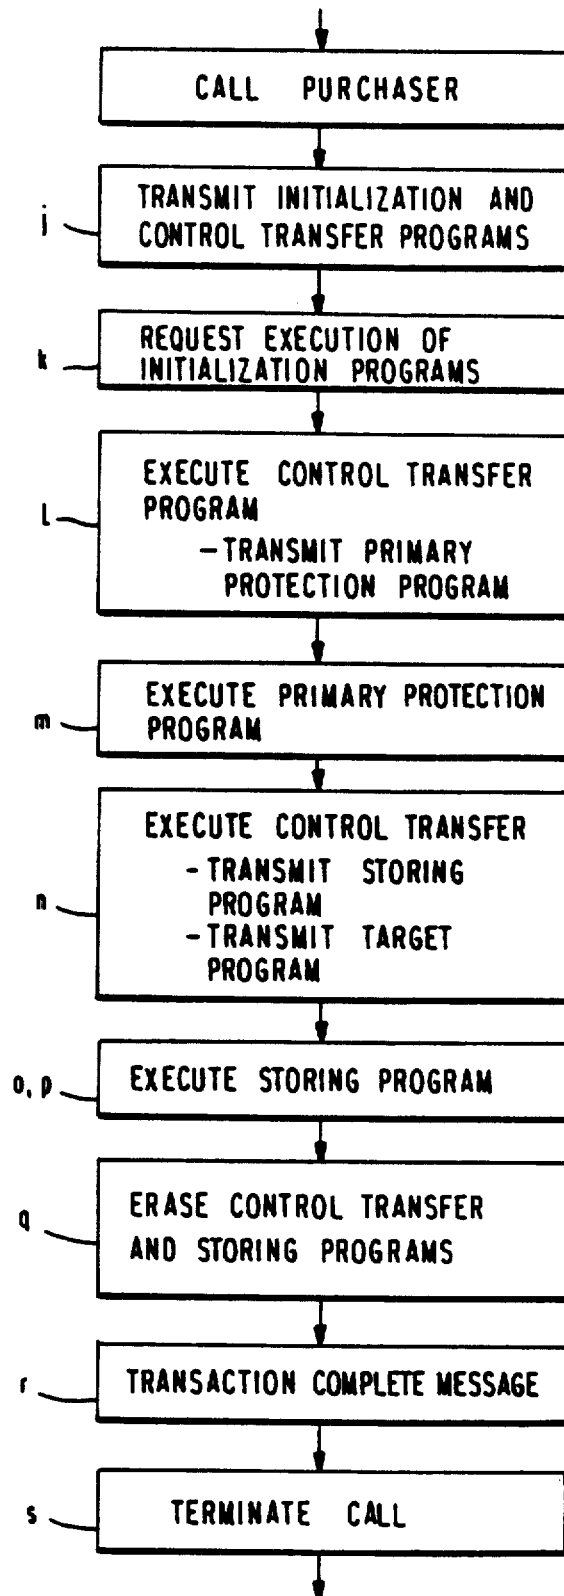 CALL PURCHASER
j
TRANSMIT INITIALIZATION AND
CONTROL TRANSFER PROGRAMS
k
REQUEST EXECUTION OF
INITIALIZATION PROGRAMS
L
EXECUTE CONTROL TRANSFER
PROGRAM
-TRANSMIT PRIMARY
PROTECTION PROGRAM
m
EXECUTE PRIMARY PROTECTION
PROGRAM
n
EXECUTE CONTROL TRANSFER
-TRANSMIT STORING
PROGRAM
-TRANSMIT TARGET
PROGRAM
o, p
EXECUTE STORING PROGRAM
q
ERASE CONTROL TRANSFER
AND STORING PROGRAMS
r
TRANSACTION COMPLETE MESSAGE
s
TERMINATE CALL